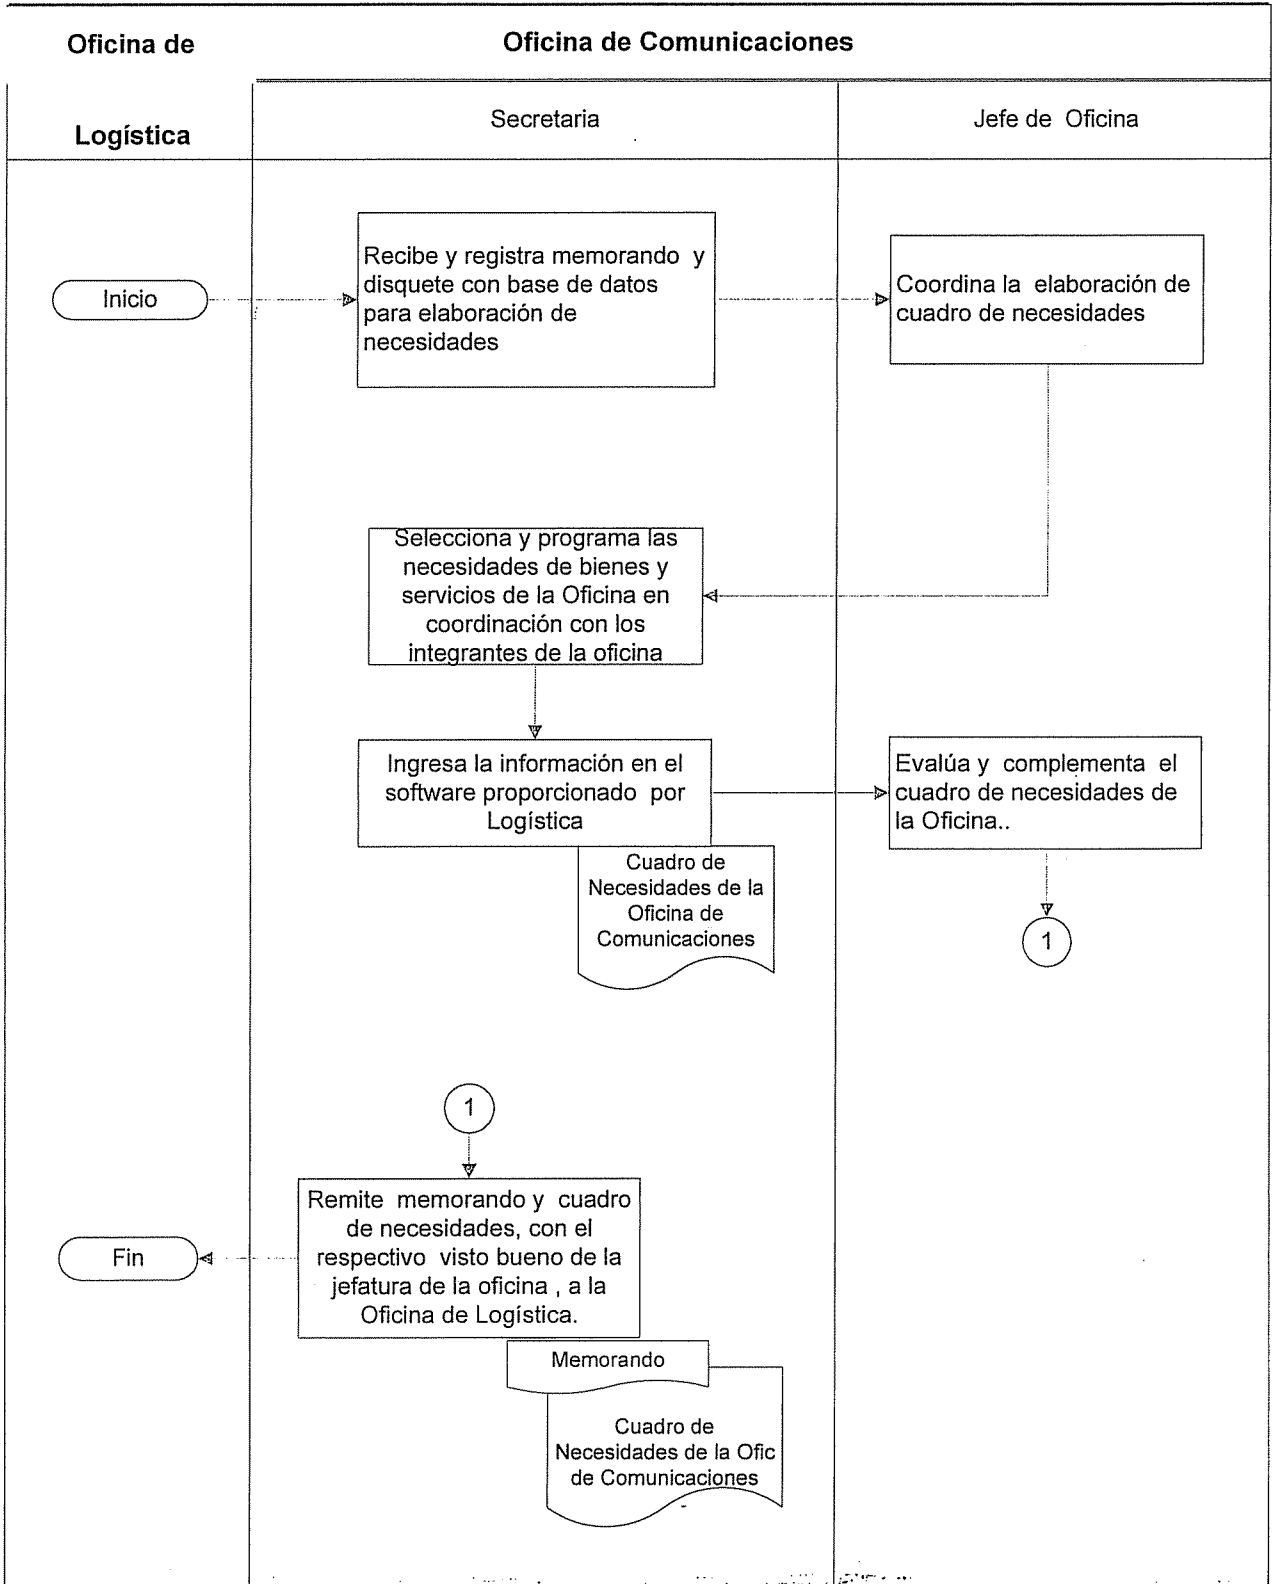 Oficina de
Logística
Oficina de Comunicaciones
Secretaria
Jefe de Oficina
Inicio
Recibe y registra memorando y
disquete con base de datos
para elaboración de
necesidades
Coordina la elaboración de
cuadro de necesidades
Selecciona y programa las
necesidades de bienes y
servicios de la Oficina en
coordinación con los
integrantes de la oficina
Ingresa la información en el
software proporcionado por
Logística
Cuadro de
Necesidades de la
Oficina de
Comunicaciones
Evalúa y complementa el
cuadro de necesidades de
la Oficina..
1
1
Remite memorando y cuadro
de necesidades, con el
respectivo visto bueno de la
jefatura de la oficina , a la
Oficina de Logística.
Fin
Memorando
Cuadro de
Necesidades de la Ofic
de Comunicaciones